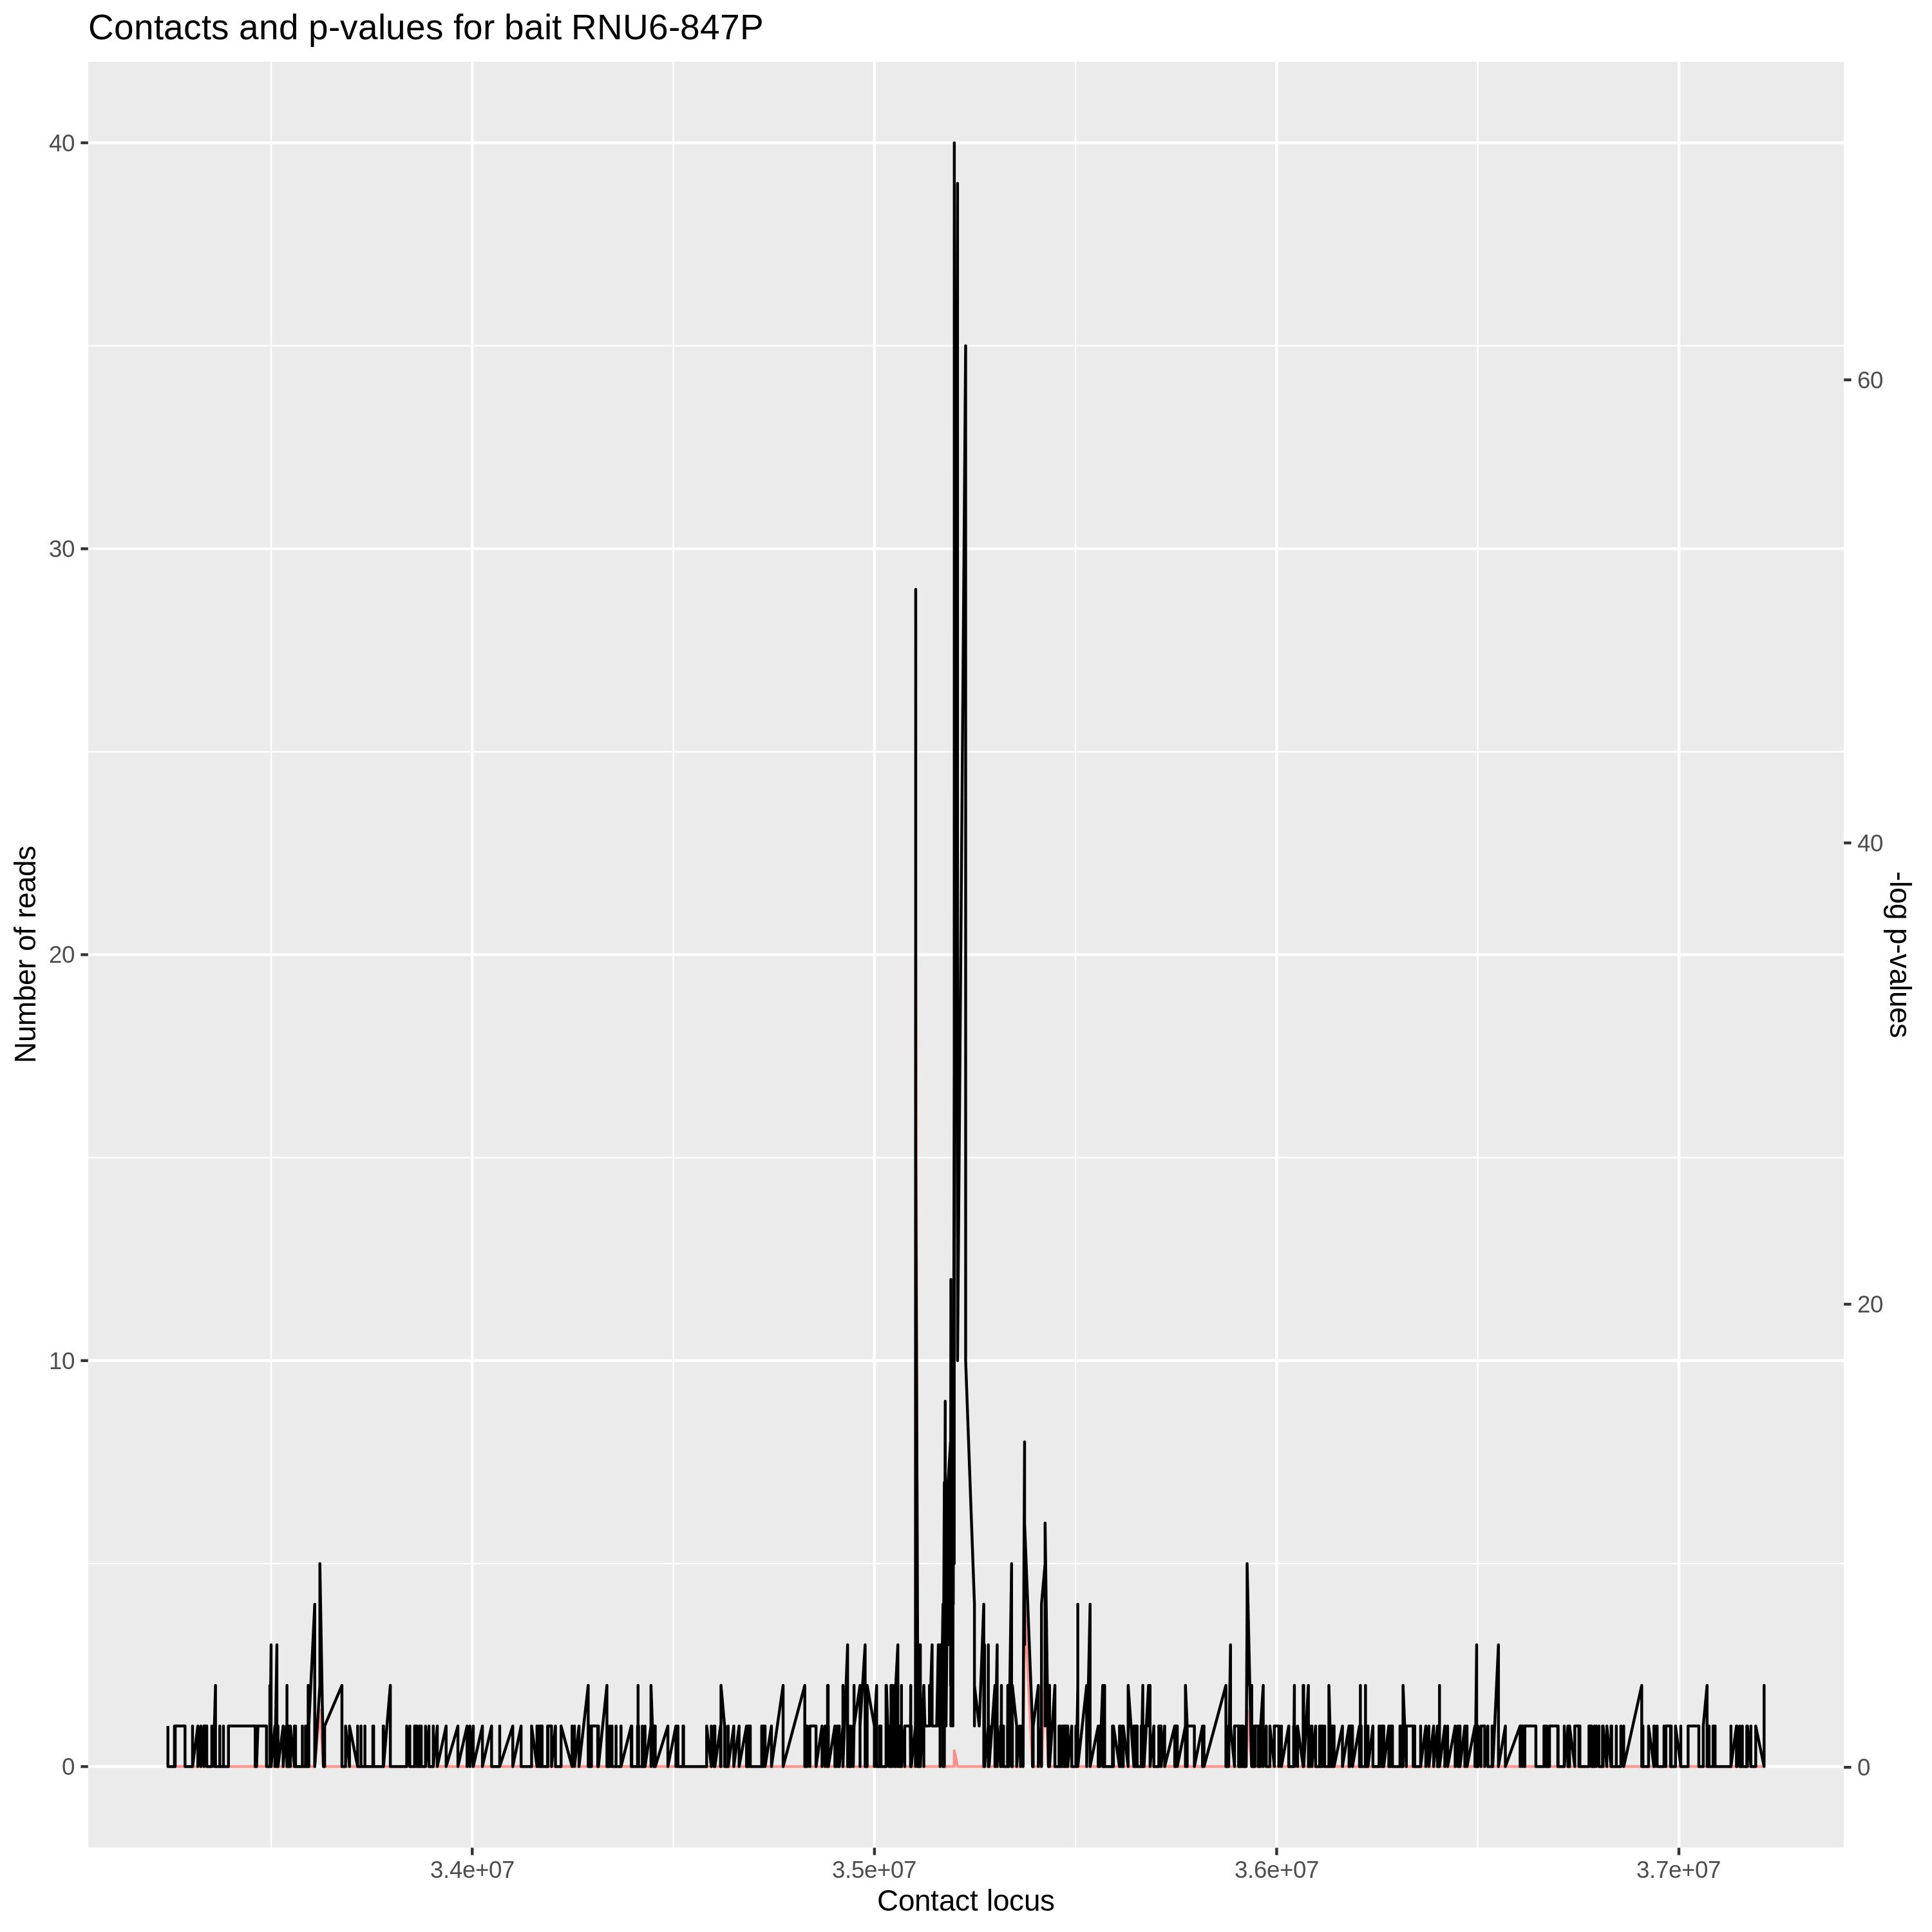 Contacts and p-values for bait RNU6-847P
40
30
20
10
0
Number of reads
60
40
20
0
-log p-values
3.4e+07
3.5e+07
3.6e+07
3.7e+07
Contact locus